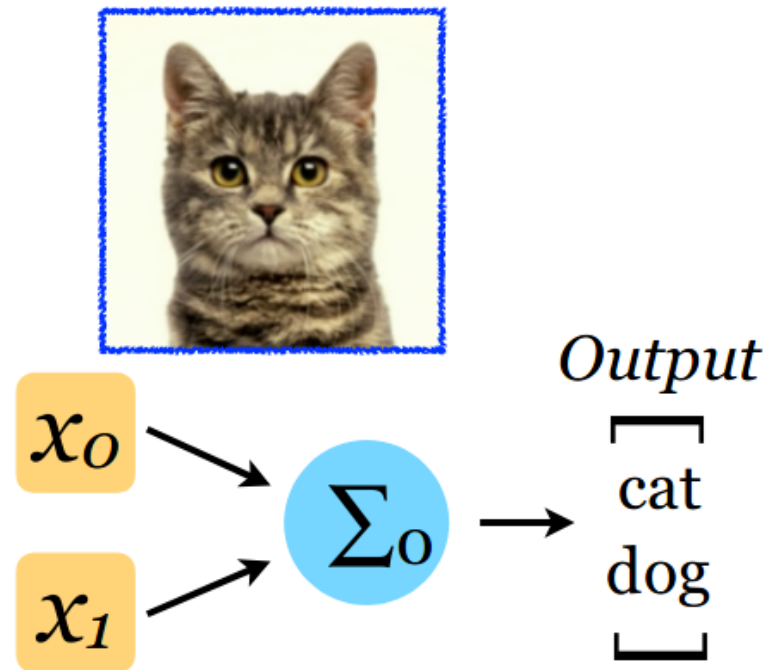 Output
x₀
cat
Σ₀
dog
x₁